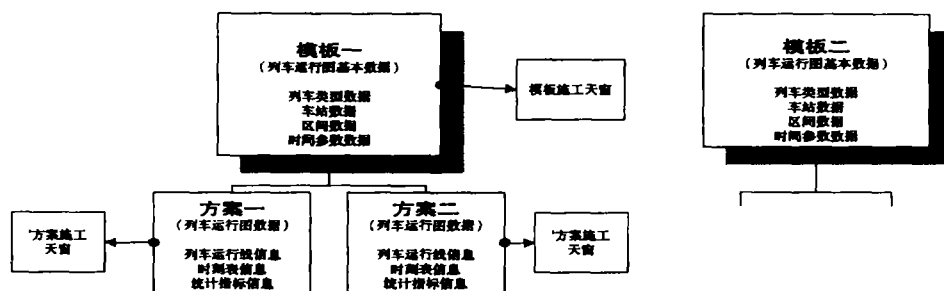 模板一
(列车运行图基本数据)
列车类型数据
车站数据
区间数据
时间参数数据
模板施工天窗
模板二
(列车运行图基本数据)
列车类型数据
车站数据
区间数据
时间参数数据
方案一
(列车运行图数据)
列车运行线信息
时刻表信息
统计指标信息
方案二
(列车运行图数据)
列车运行线信息
时刻表信息
统计指标信息
方案施工
天窗
方案施工
天窗